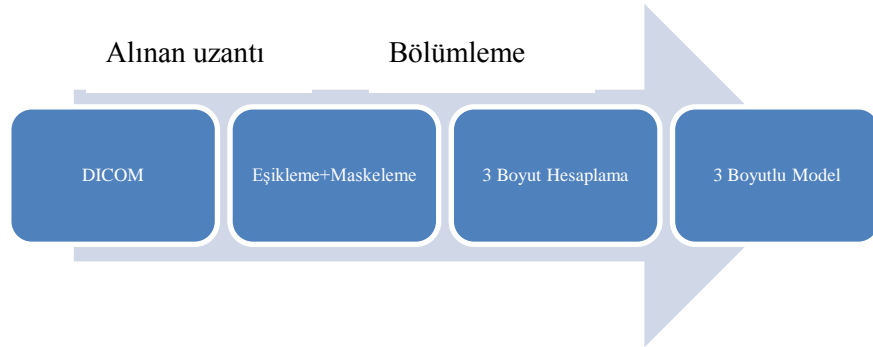 Alınan uzantı
Bölümleme
DICOM
Eşikleme+Maskeleme
3 Boyut Hesaplama
3 Boyutlu Model